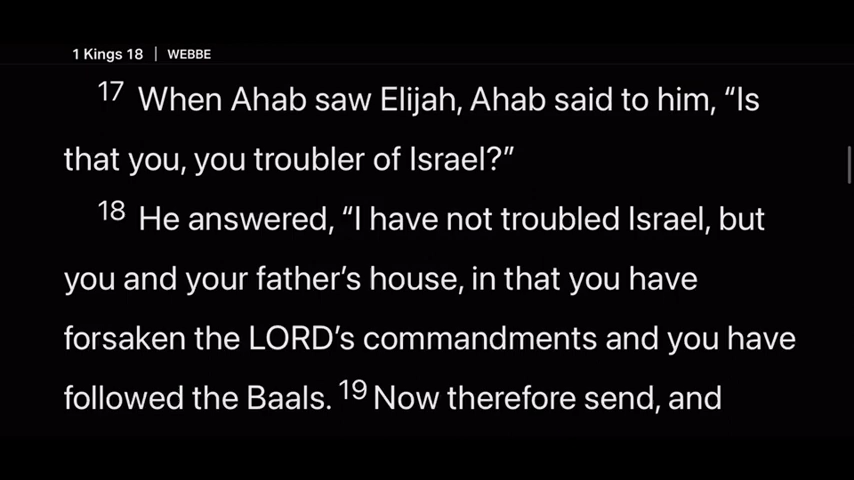 1 Kings 18 | WEBBE
17 When Ahab saw Elijah, Ahab said to him, “Is
that you, you troubler of Israel?”
18 He answered, “I have not troubled Israel, but
you and your father’s house, in that you have
forsaken the LORD’s commandments and you have
followed the Baals. 19 Now therefore send, and